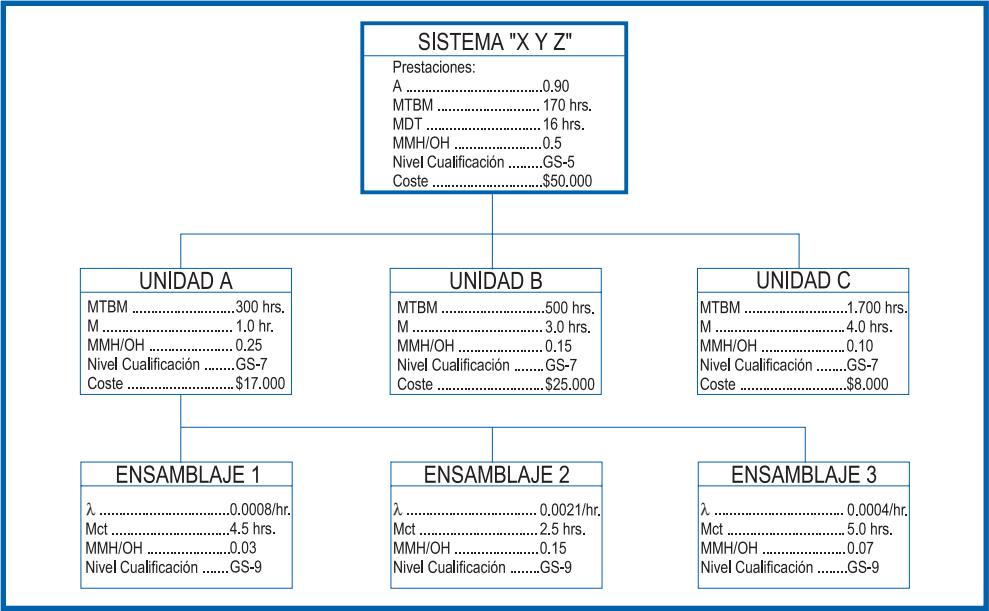 SISTEMA "X Y Z"
Prestaciones:
A ....................................0.90
MTBM .......................... 170 hrs.
MDT ............................. 16 hrs.
MMH/OH ......................0.5
Nivel Cualificación .........GS-5
Coste .............................$50.000
UNIDAD A
MTBM ...........................300 hrs.
M ................................... 1.0 hr.
MMH/OH ...................... 0.25
Nivel Cualificación ........GS-7
Coste ............................$17.000
UNIDAD B
MTBM ...........................500 hrs.
M ...................................3.0 hrs.
MMH/OH ......................0.15
Nivel Cualificación ........GS-7
Coste ............................$25.000
UNIDAD C
MTBM ...........................1.700 hrs.
M ...................................4.0 hrs.
MMH/OH .......................0.10
Nivel Cualificación ........GS-7
Coste ............................$8.000
ENSAMBLAJE 1
λ ...................................0.0008/hr.
Mct ...............................4.5 hrs.
MMH/OH ......................0.03
Nivel Cualificación .......GS-9
ENSAMBLAJE 2
λ ................................... 0.0021/hr.
Mct ...............................2.5 hrs.
MMH/OH ......................0.15
Nivel Cualificación ........GS-9
ENSAMBLAJE 3
λ ................................... 0.0004/hr.
Mct ............................... 5.0 hrs.
MMH/OH ...................... 0.07
Nivel Cualificación ........GS-9